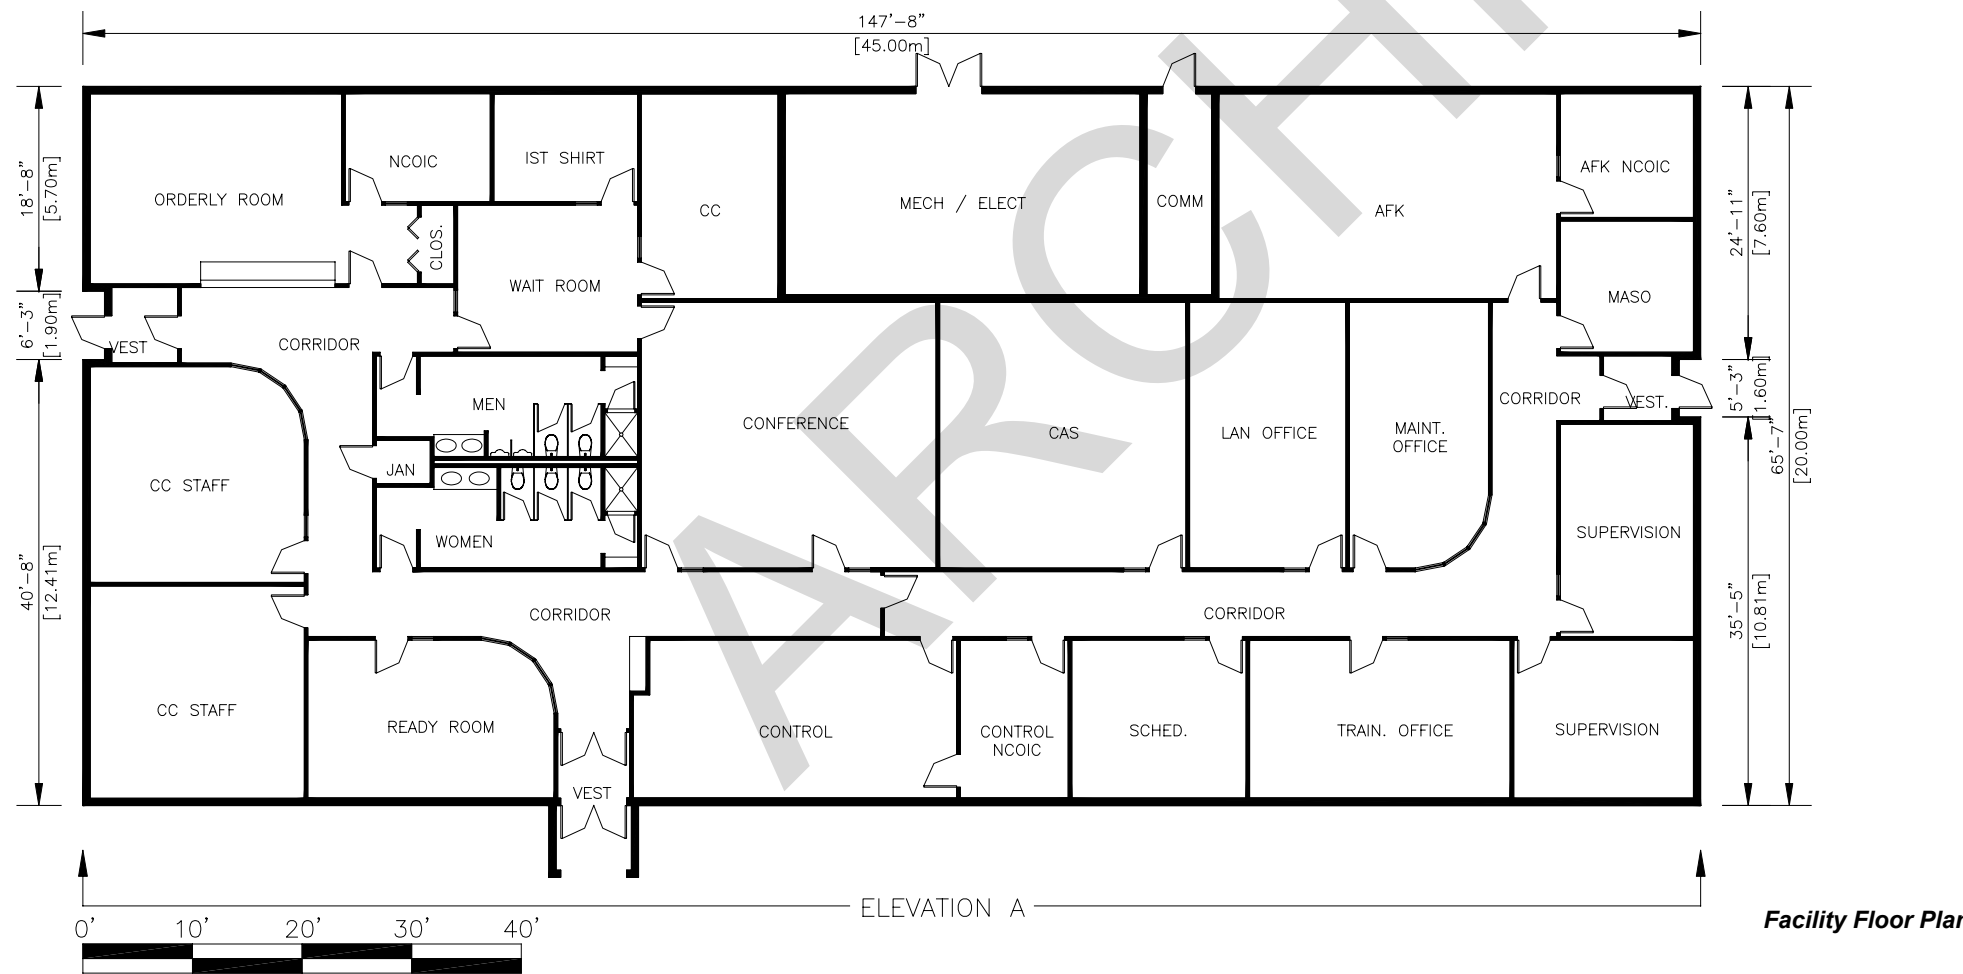 147'-8"
[45.00m]
18'-8"
[5.70m]
6'-3"
[1.90m]
40'-8"
[12.41m]
24'-11"
[7.60m]
5'-3"
[1.60m]
35'-5"
[10.81m]
65'-7"
[20.00m]
ORDERLY ROOM
NCOIC
IST SHIRT
CC
MECH / ELECT
COMM
AFK
AFK NCOIC
CLOS.
WAIT ROOM
MASO
VEST
CORRIDOR
MEN
CONFERENCE
CAS
LAN OFFICE
MAINT.
OFFICE
CORRIDOR
VEST.
JAN
CC STAFF
WOMEN
SUPERVISION
CORRIDOR
CORRIDOR
CC STAFF
READY ROOM
VEST
CONTROL
CONTROL
NCOIC
SCHED.
TRAIN. OFFICE
SUPERVISION
ELEVATION A
0' 10' 20' 30' 40'
Facility Floor Plan
ARCHI